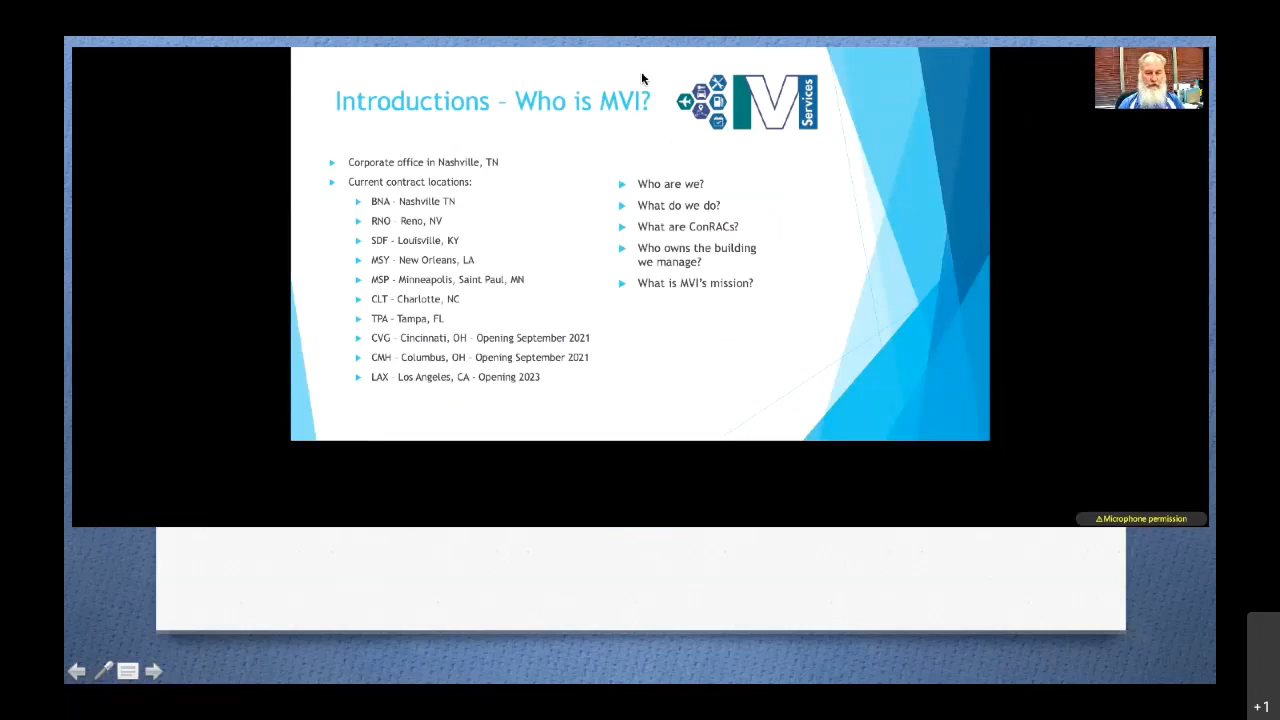 Introductions – Who is MVI?
MV Services
Corporate office in Nashville, TN
Current contract locations:
BNA – Nashville TN
RNO – Reno, NV
SDF – Louisville, KY
MSY – New Orleans, LA
MSP – Minneapolis, Saint Paul, MN
CLT – Charlotte, NC
TPA – Tampa, FL
CVG – Cincinnati, OH – Opening September 2021
CMH – Columbus, OH – Opening September 2021
LAX – Los Angeles, CA – Opening 2023
Who are we?
What do we do?
What are ConRACs?
Who owns the building
we manage?
What is MVI's mission?
Microphone permission
+1